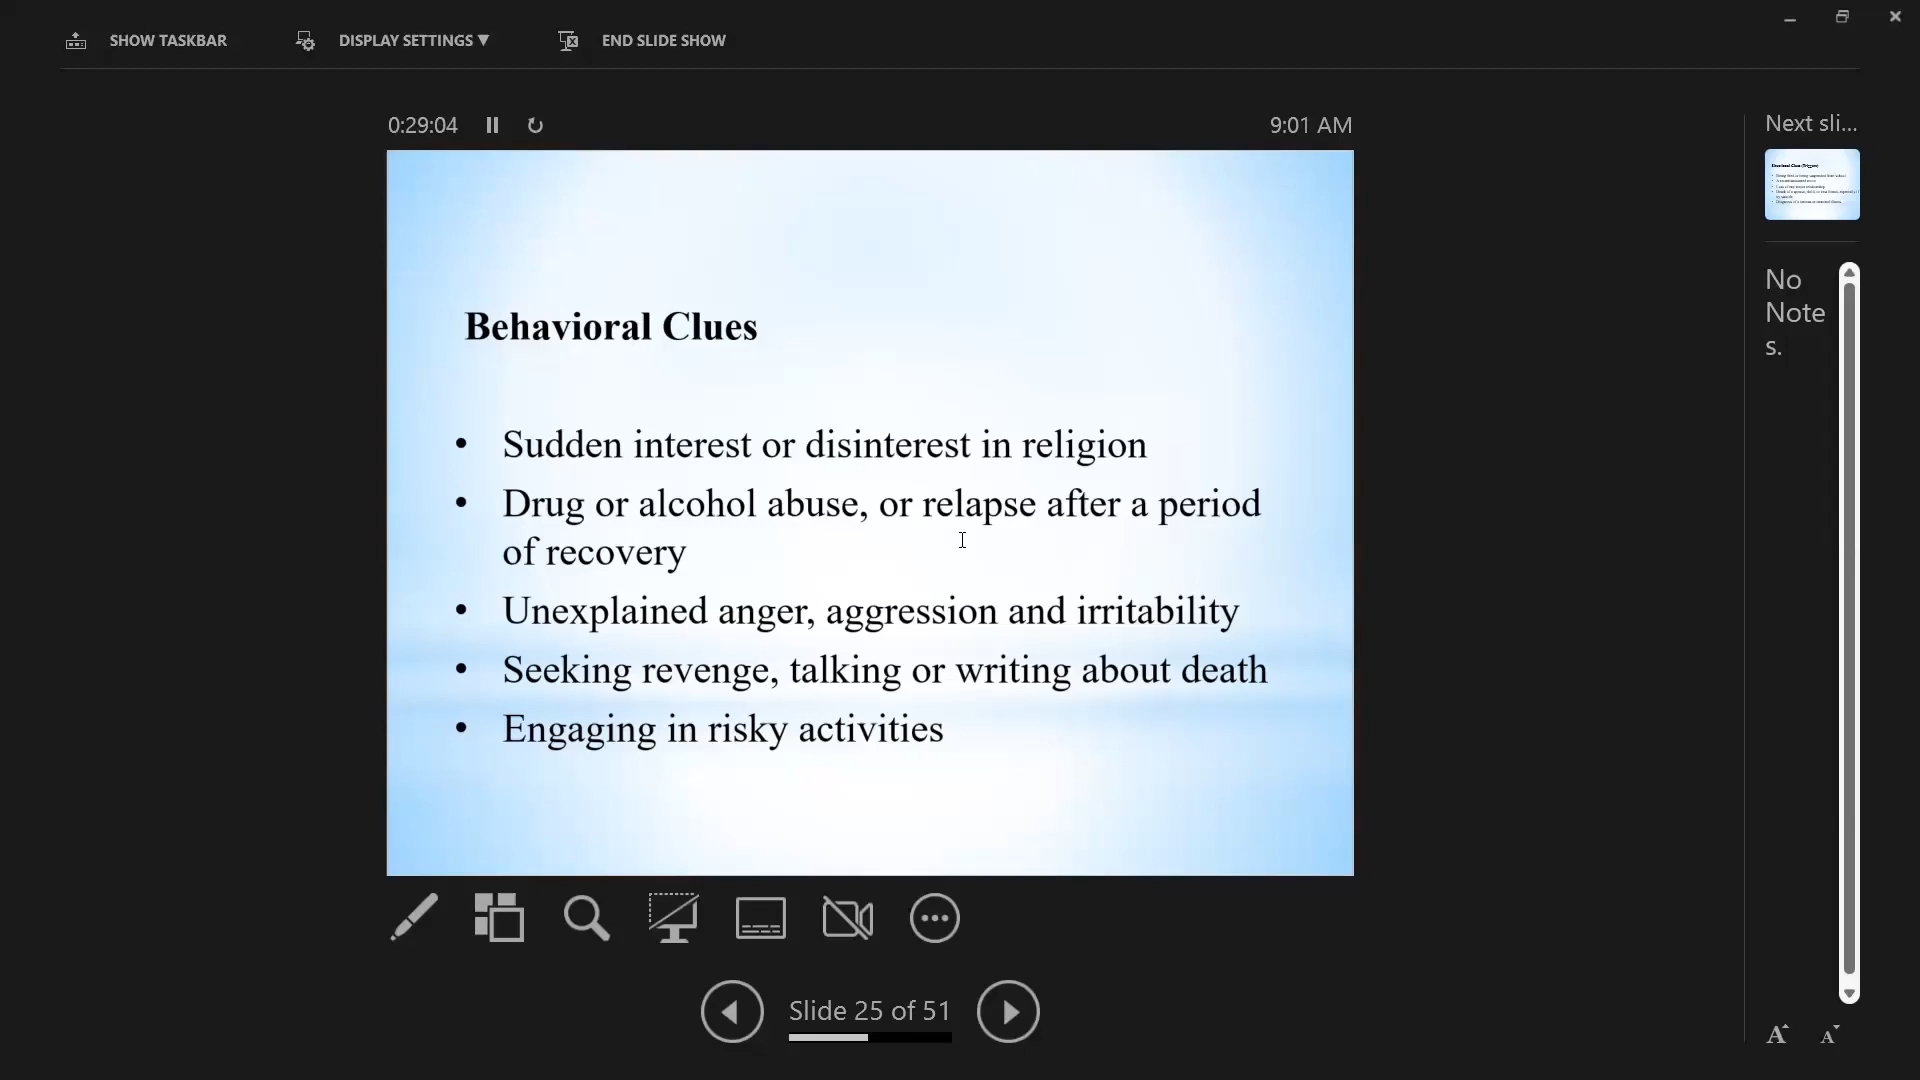 SHOW TASKBAR
DISPLAY SETTINGS ▼
END SLIDE SHOW
0:29:04
9:01 AM
Next sli...
Behavioral Clues
• Sudden interest or disinterest in religion
• Drug or alcohol abuse, or relapse after a period
of recovery
• Unexplained anger, aggression and irritability
• Seeking revenge, talking or writing about death
• Engaging in risky activities
No
Note
s.
Slide 25 of 51
A A